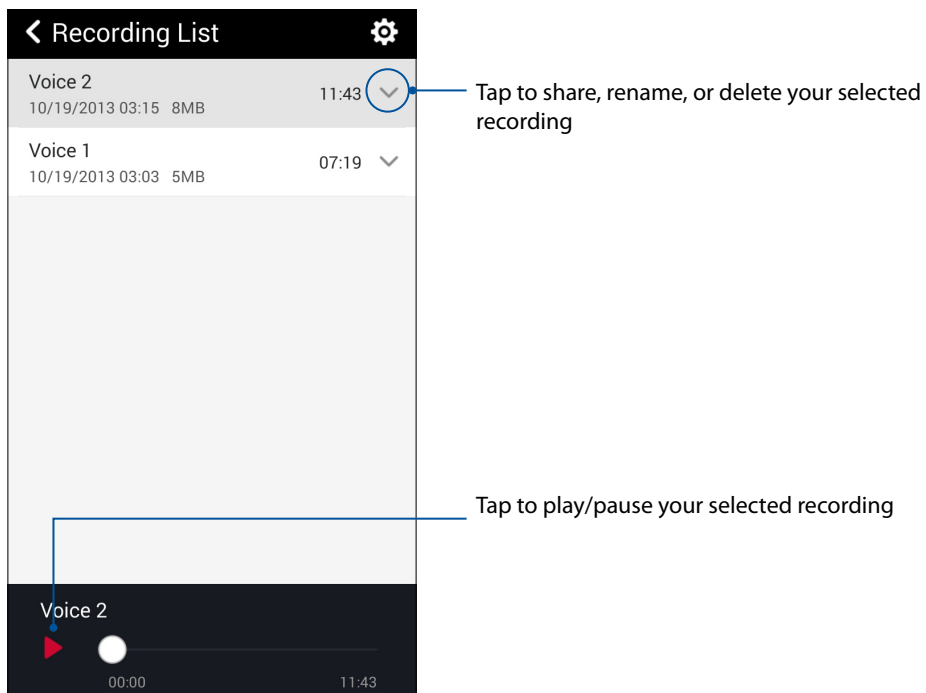 Recording List
Voice 2
10/19/2013 03:15 8MB
11:43
Tap to share, rename, or delete your selected
recording
Voice 1
10/19/2013 03:03 5MB
07:19
Tap to play/pause your selected recording
Voice 2
00:00
11:43